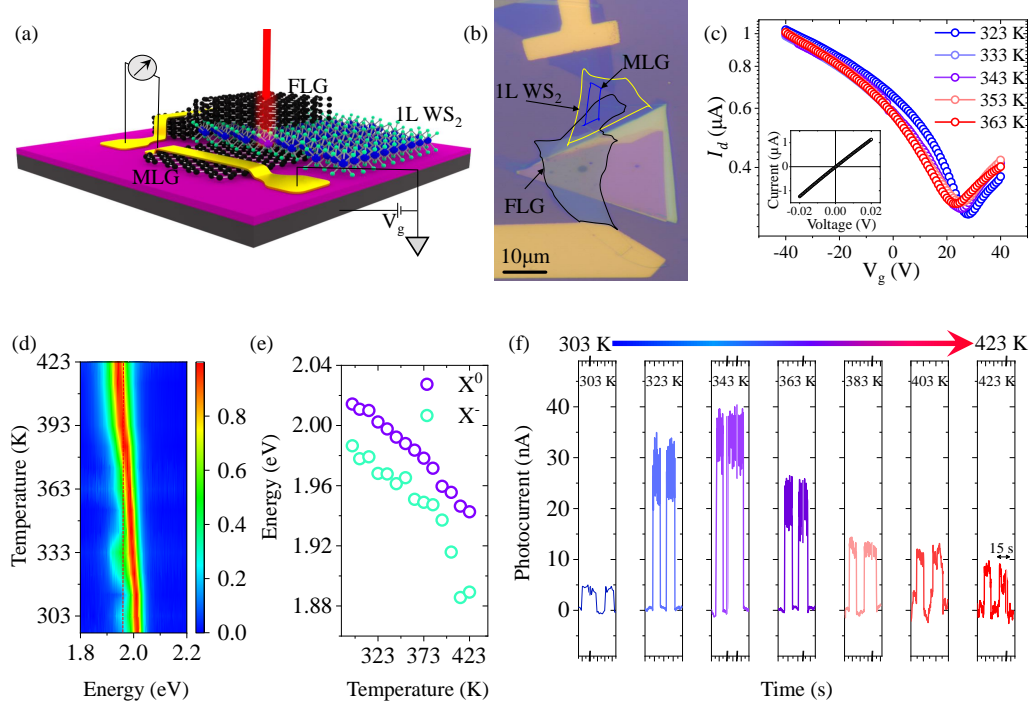 (a)
FLG
1L WS₂
MLG
V_g
(b)
MLG
1L WS₂
FLG
10μm
(c)
1
0.8
0.6
0.4
I_d (μA)
323 K
333 K
343 K
353 K
363 K
Current (μA)
1
0
-1
-0.02 0.00 0.02
Voltage (V)
-40 -20 0 20 40
V_g (V)
(d)
423
393
363
333
303
Temperature (K)
1.8 2.0 2.2
Energy (eV)
0.8
0.6
0.4
0.2
0.0
(e)
2.04
2.00
1.96
1.92
1.88
Energy (eV)
X⁰
X⁻
323 373 423
Temperature (K)
(f)
303 K 423 K
-303 K -323 K -343 K -363 K -383 K -403 K -423 K
40
30
20
10
0
Photocurrent (nA)
15 s
Time (s)